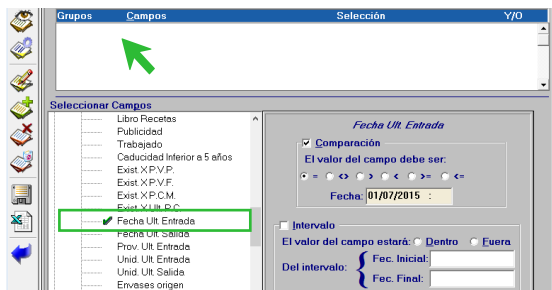 Grupos Campos Selección Y/O
Seleccionar Campos
Libro Recetas
Publicidad
Trabajado
Caducidad Inferior a 5 años
Exist. X P.V.P.
Exist. X P.V.F.
Exist. X P.C.M.
Exist. X Ult. P.C.
Fecha Ult. Entrada
Fecha Ult. Salida
Prov. Ult. Entrada
Unid. Ult. Entrada
Unid. Ult. Salida
Envases origen
Fecha Ult. Entrada
Comparación
El valor del campo debe ser:
= <> > < >= <=
Fecha: 01/07/2015 :
Intervalo
El valor del campo estará: Dentro Fuera
Del intervalo: { Fec. Inicial:
Fec. Final: